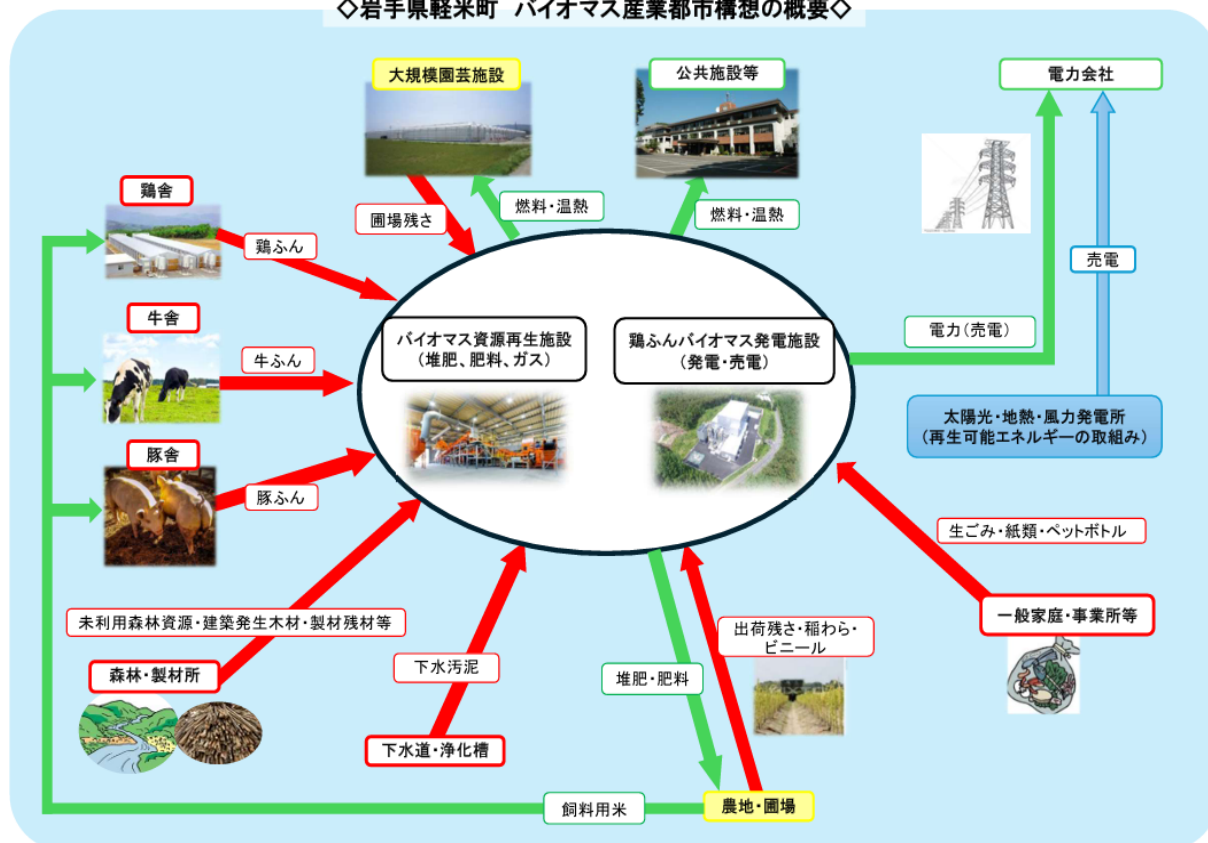 ◇岩手県軽米町 バイオマス産業都市構想の概要◇
大規模園芸施設
公共施設等
電力会社
鶏舎
圃場残さ
燃料・温熱
燃料・温熱
鶏ふん
売電
牛舎
バイオマス資源再生施設
(堆肥、肥料、ガス)
鶏ふんバイオマス発電施設
(発電・売電)
電力(売電)
牛ふん
太陽光・地熱・風力発電所
(再生可能エネルギーの取組み)
豚舎
豚ふん
生ごみ・紙類・ペットボトル
未利用森林資源・建築発生木材・製材残材等
出荷残さ・稲わら・
ビニール
一般家庭・事業所等
森林・製材所
下水汚泥
堆肥・肥料
下水道・浄化槽
飼料用米
農地・圃場